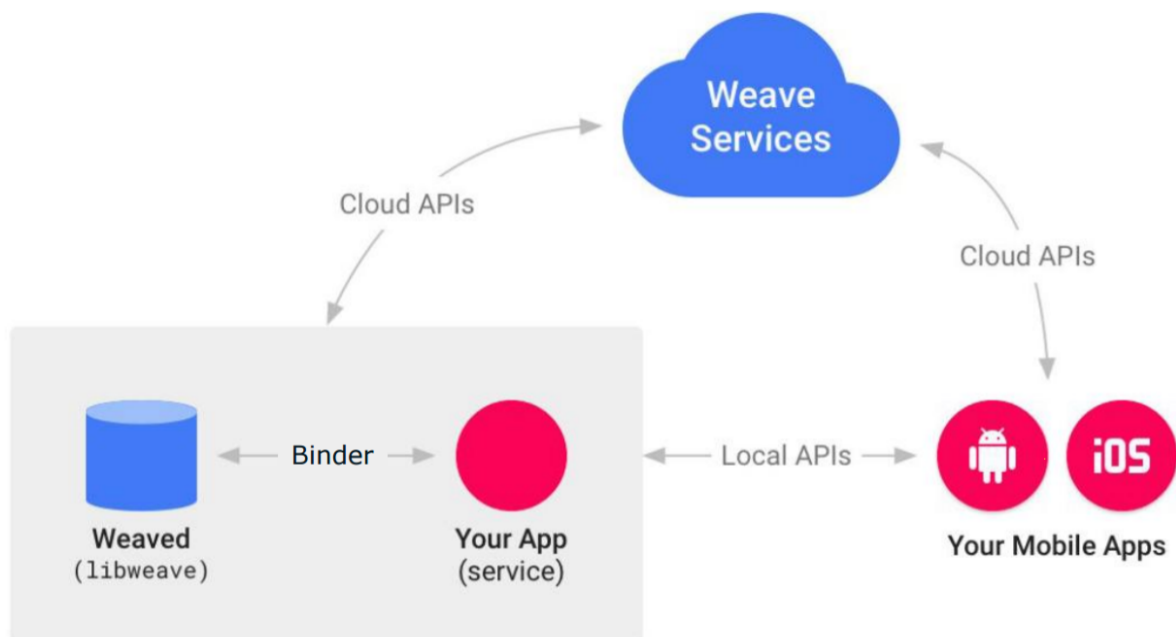 Weave
Services
Cloud APIs
Cloud APIs
Binder
Local APIs
iOS
Weaved
(libweave)
Your App
(service)
Your Mobile Apps